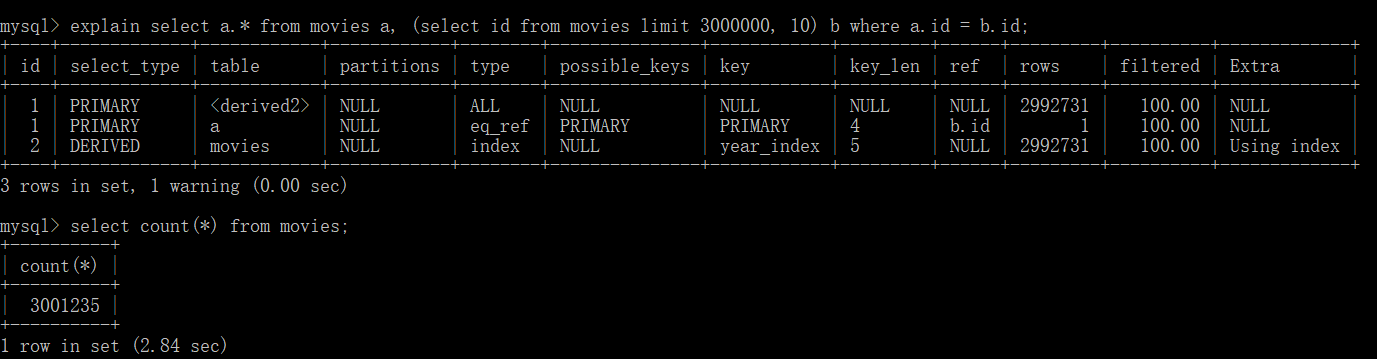 mysql> explain select a.* from movies a, (select id from movies limit 3000000, 10) b where a.id = b.id;
+----+-------------+------------+------------+--------+---------------+------------+---------+------+---------+----------+-------------+
| id | select_type | table      | partitions | type   | possible_keys | key        | key_len | ref  | rows    | filtered | Extra       |
+----+-------------+------------+------------+--------+---------------+------------+---------+------+---------+----------+-------------+
|  1 | PRIMARY     | <derived2> | NULL       | ALL    | NULL          | NULL       | NULL    | NULL | 2992731 |   100.00 | NULL        |
|  1 | PRIMARY     | a          | NULL       | eq_ref | PRIMARY       | PRIMARY    | 4       | b.id |       1 |   100.00 | NULL        |
|  2 | DERIVED     | movies     | NULL       | index  | NULL          | year_index | 5       | NULL | 2992731 |   100.00 | Using index |
+----+-------------+------------+------------+--------+---------------+------------+---------+------+---------+----------+-------------+
3 rows in set, 1 warning (0.00 sec)
mysql> select count(*) from movies;
+----------+
| count(*) |
+----------+
|  3001235 |
+----------+
1 row in set (2.84 sec)